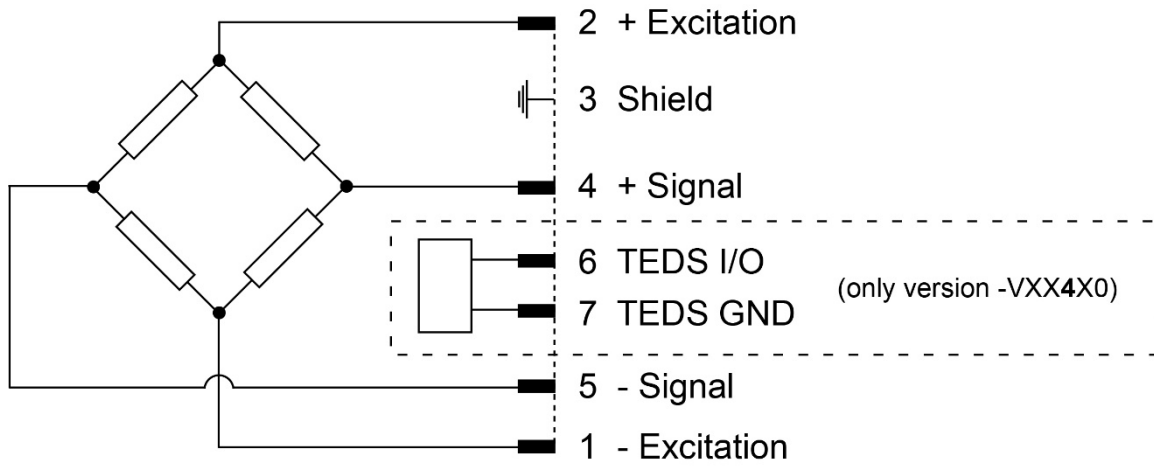 2 + Excitation
3 Shield
4 + Signal
6 TEDS I/O
(only version -VXX4X0)
7 TEDS GND
5 - Signal
1 - Excitation